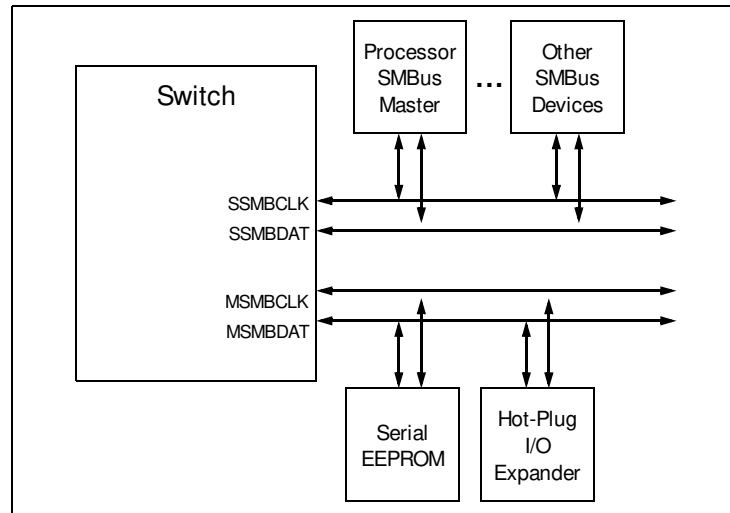 Processor
SMBus
Master
...
Other
SMBus
Devices
Switch
SSMBCLK
SSMBDAT
MSMBCLK
MSMBDAT
Serial
EEPROM
Hot-Plug
I/O
Expander